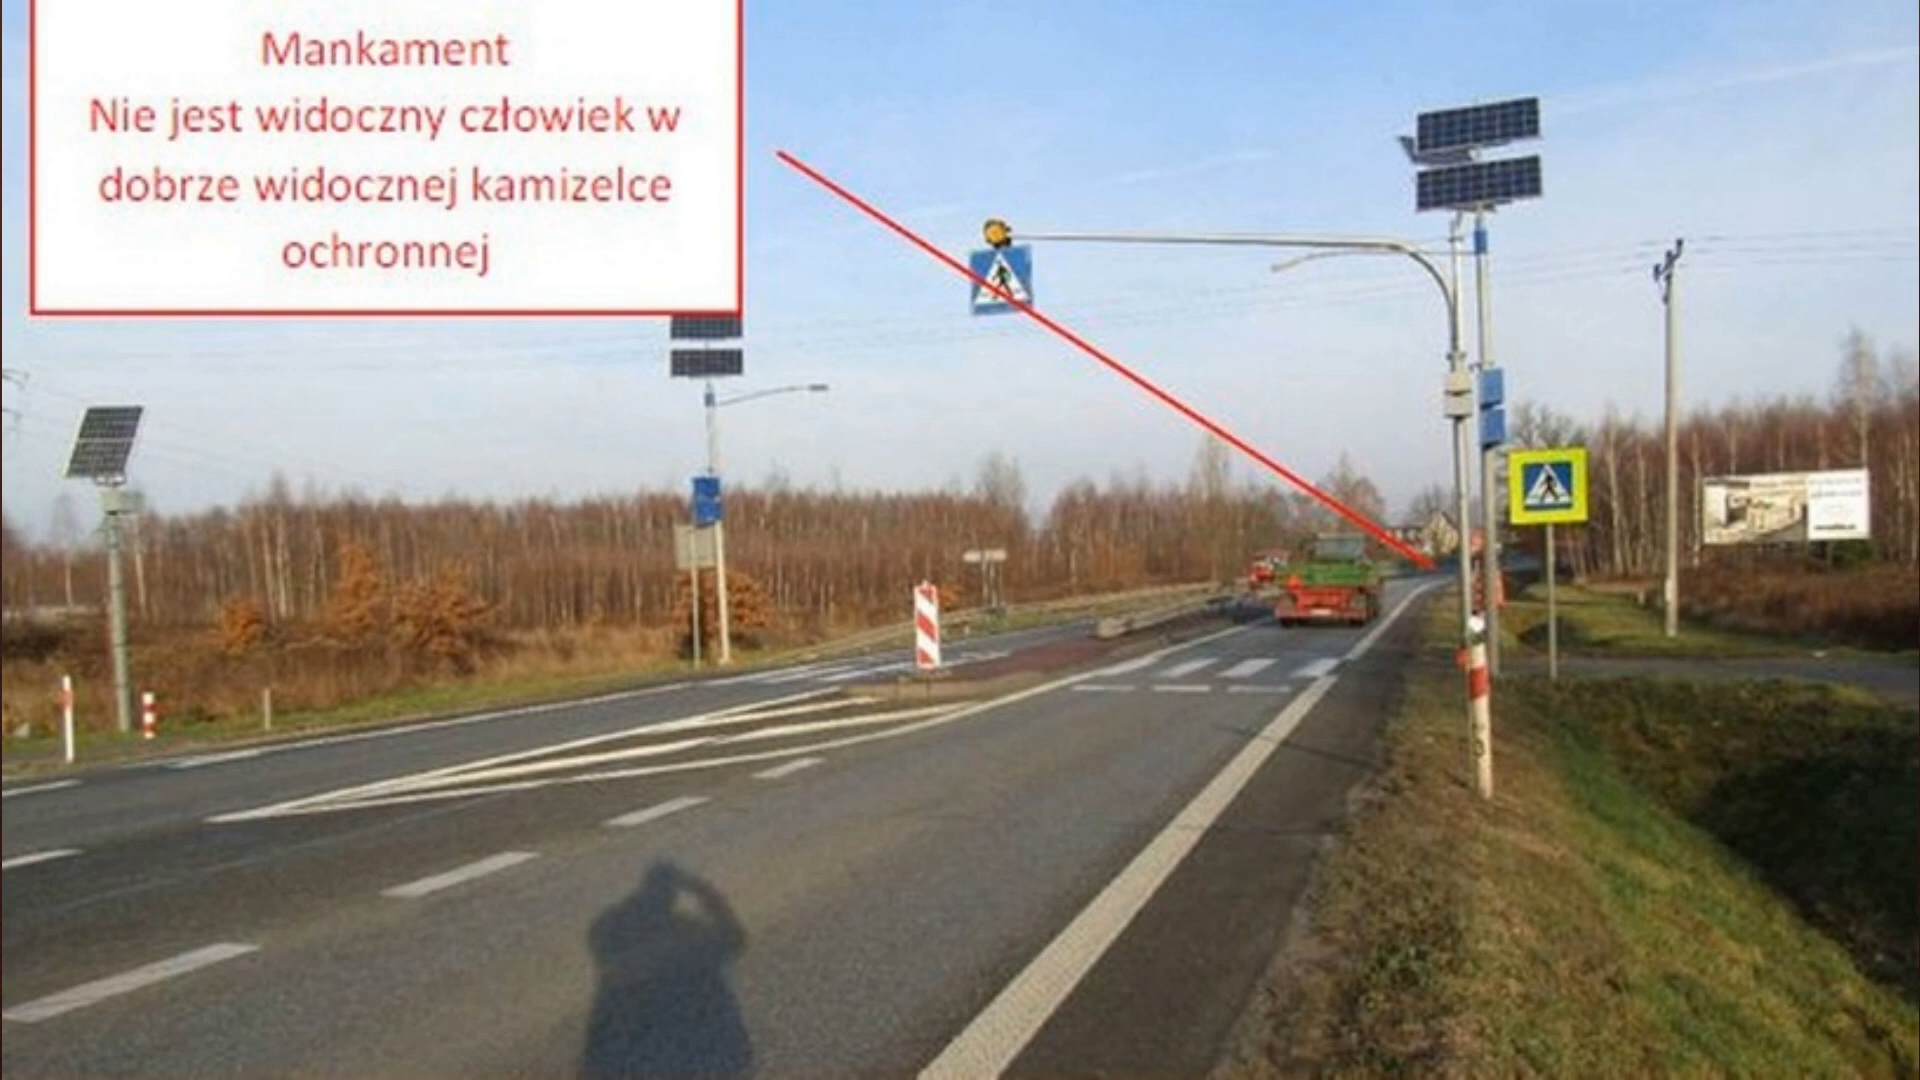 Mankament
Nie jest widoczny człowiek w
dobrze widocznej kamizelce
ochronnej